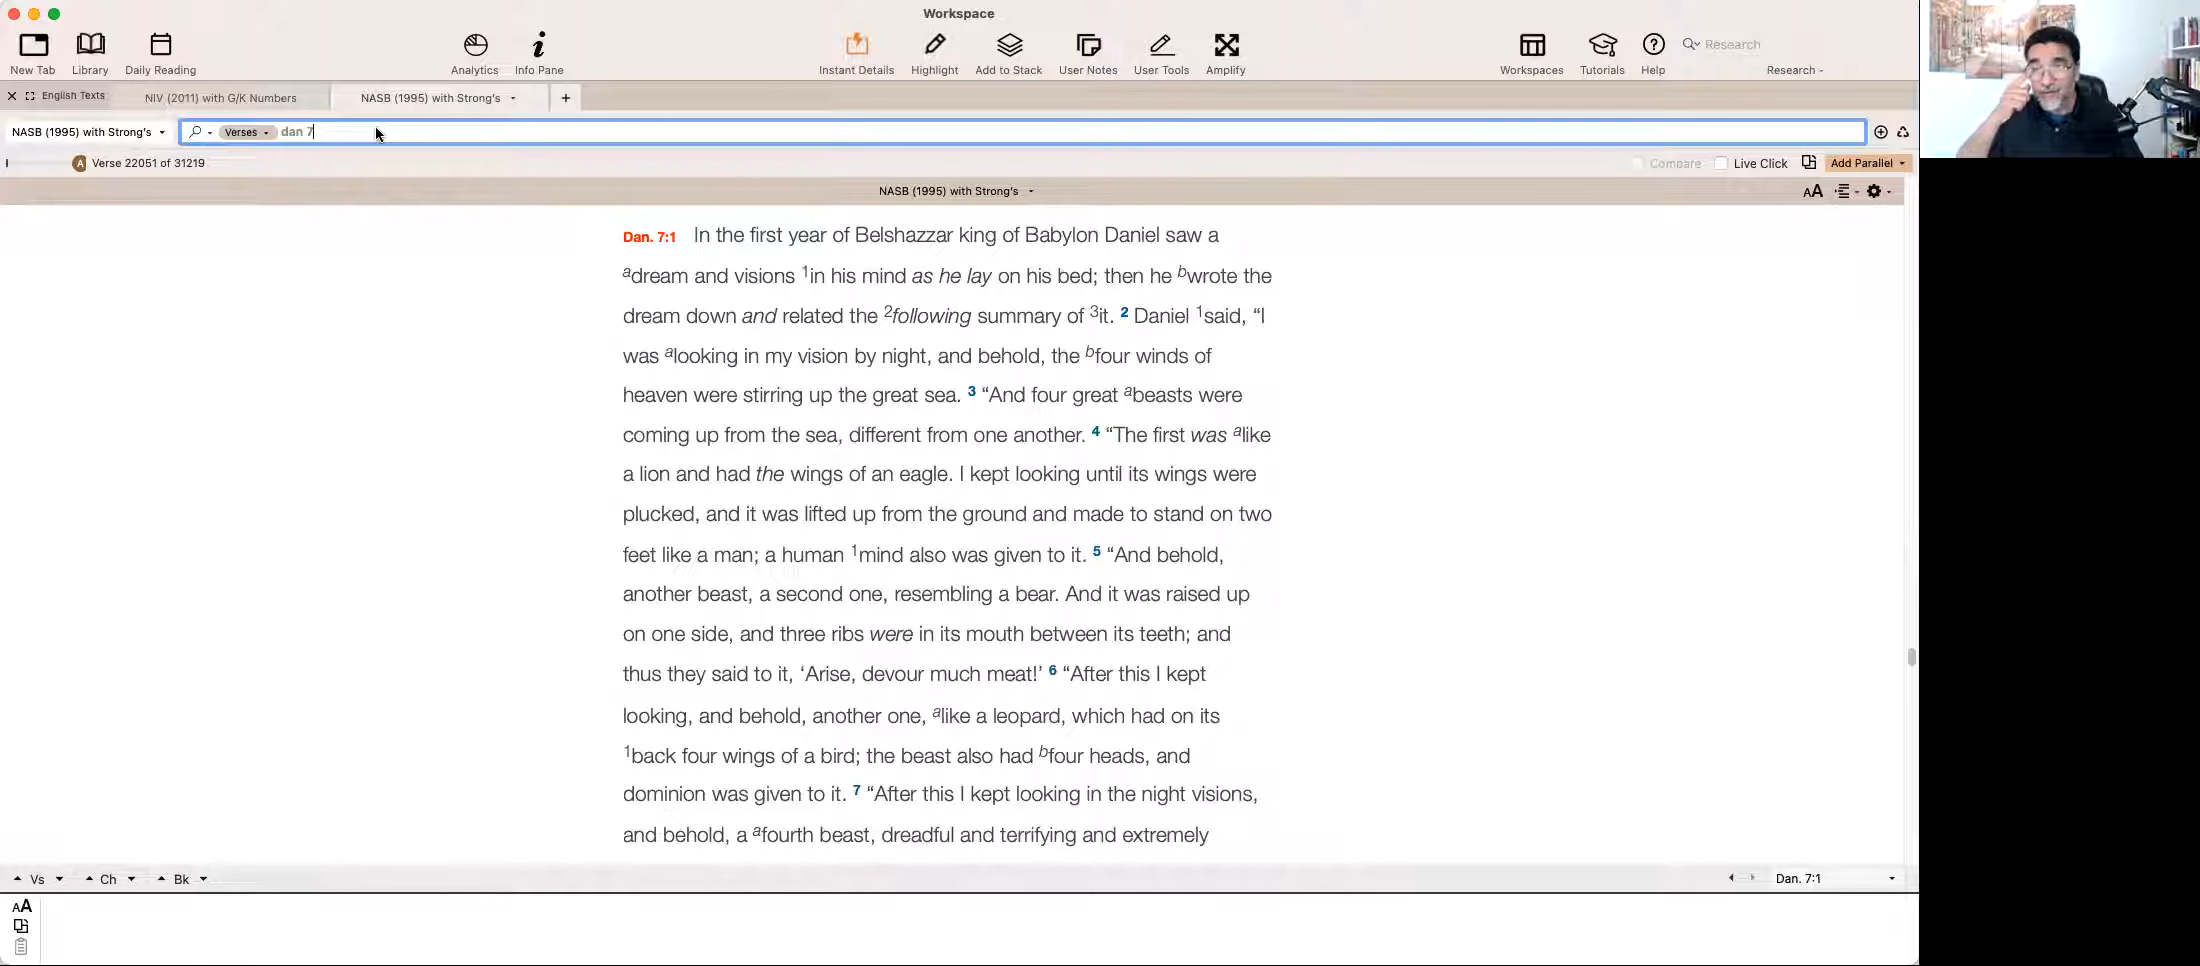 Workspace
New Tab
Library
Daily Reading
Analytics
Info Pane
Instant Details
Highlight
Add to Stack
User Notes
User Tools
Amplify
Workspaces
Tutorials
Help
Research
Research
English Texts
NIV (2011) with G/K Numbers
NASB (1995) with Strong's
+
NASB (1995) with Strong's
Verses
dan 7
A Verse 22051 of 31219
Compare
Live Click
Add Parallel
NASB (1995) with Strong's
AA
Dan. 7:1 In the first year of Belshazzar king of Babylon Daniel saw a
adream and visions 1in his mind as he lay on his bed; then he bwrote the
dream down and related the 2following summary of 3it. 2 Daniel 1said, “I
was alooking in my vision by night, and behold, the bfour winds of
heaven were stirring up the great sea. 3 “And four great abeasts were
coming up from the sea, different from one another. 4 “The first was alike
a lion and had the wings of an eagle. I kept looking until its wings were
plucked, and it was lifted up from the ground and made to stand on two
feet like a man; a human 1mind also was given to it. 5 “And behold,
another beast, a second one, resembling a bear. And it was raised up
on one side, and three ribs were in its mouth between its teeth; and
thus they said to it, ‘Arise, devour much meat!’ 6 “After this I kept
looking, and behold, another one, alike a leopard, which had on its
1back four wings of a bird; the beast also had bfour heads, and
dominion was given to it. 7 “After this I kept looking in the night visions,
and behold, a afourth beast, dreadful and terrifying and extremely
Vs
Ch
Bk
Dan. 7:1
AA